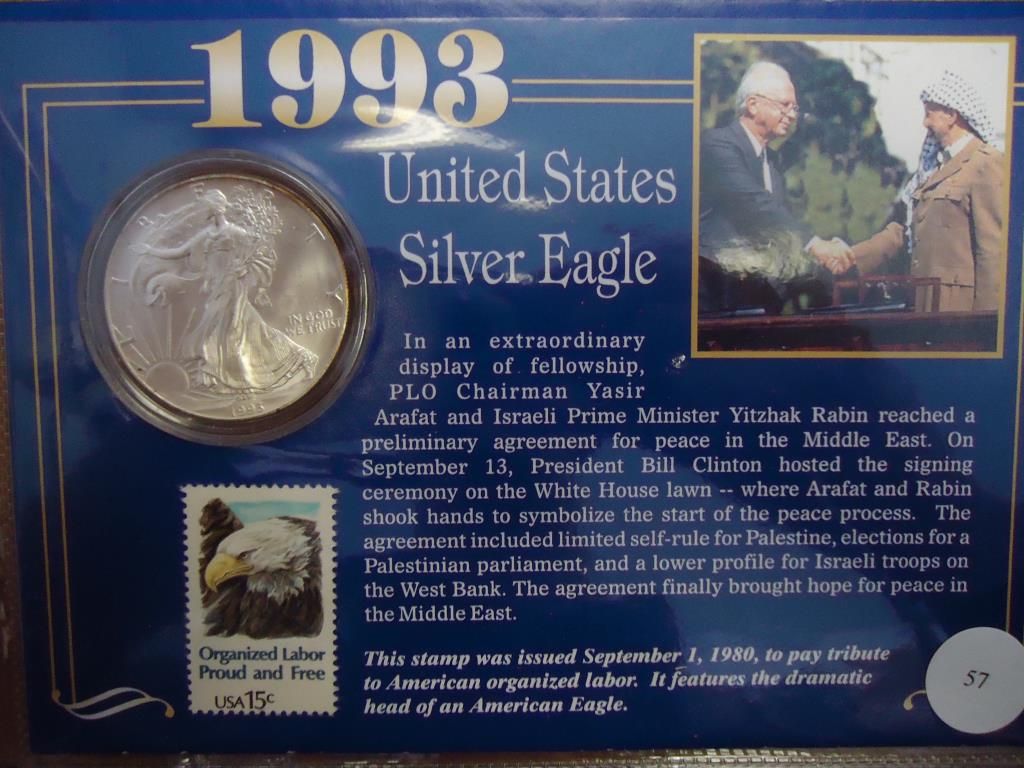 1993
United States
Silver Eagle
LIBERTY
IN GOD
WE TRUST
1993
In an extraordinary
display of fellowship,
PLO Chairman Yasir
Arafat and Israeli Prime Minister Yitzhak Rabin reached a
preliminary agreement for peace in the Middle East. On
September 13, President Bill Clinton hosted the signing
ceremony on the White House lawn -- where Arafat and Rabin
shook hands to symbolize the start of the peace process. The
agreement included limited self-rule for Palestine, elections for a
Palestinian parliament, and a lower profile for Israeli troops on
the West Bank. The agreement finally brought hope for peace in
the Middle East.
Organized Labor
Proud and Free
USA 15c
This stamp was issued September 1, 1980, to pay tribute
to American organized labor. It features the dramatic
head of an American Eagle.
57